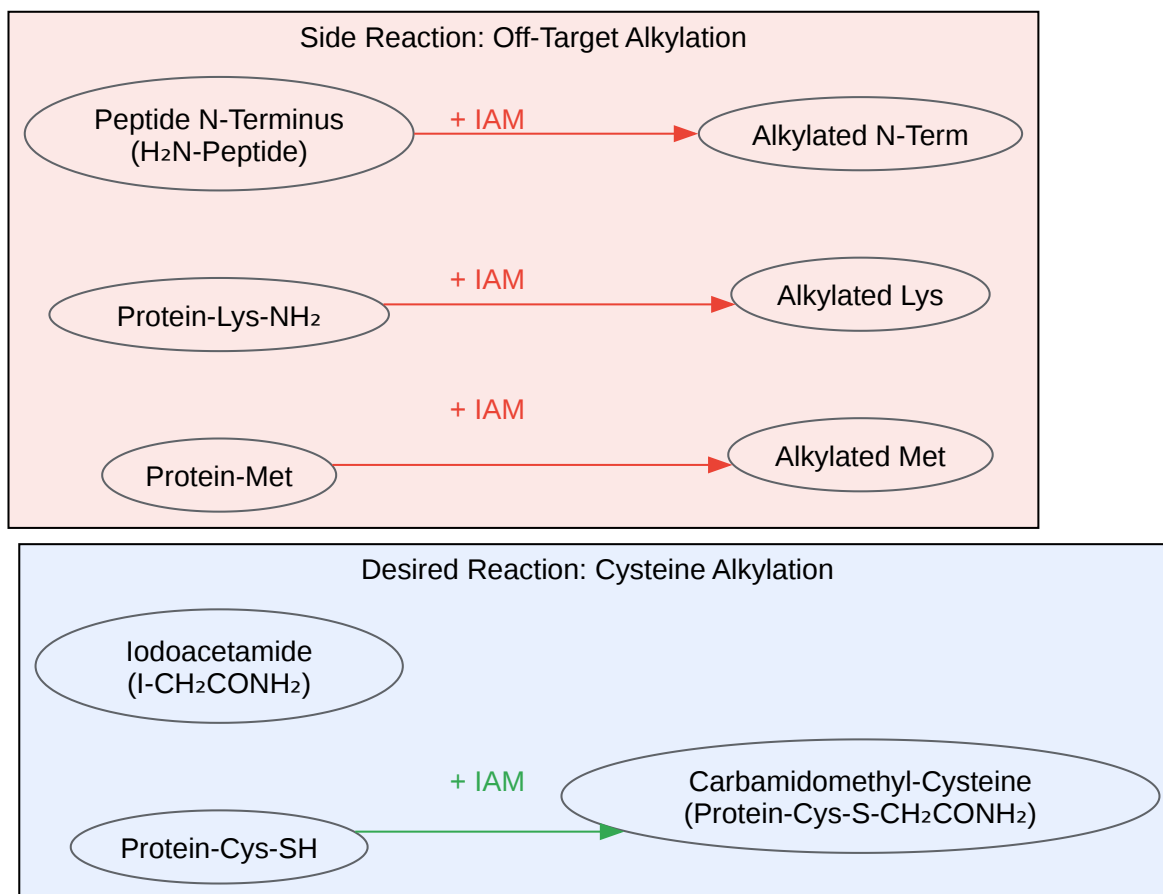 Side Reaction: Off-Target Alkylation
Peptide N-Terminus
(H₂N-Peptide)
+ IAM
Alkylated N-Term
Protein-Lys-NH₂
+ IAM
Alkylated Lys
Protein-Met
+ IAM
Alkylated Met
Desired Reaction: Cysteine Alkylation
Iodoacetamide
(I-CH₂CONH₂)
Protein-Cys-SH
+ IAM
Carbamidomethyl-Cysteine
(Protein-Cys-S-CH₂CONH₂)